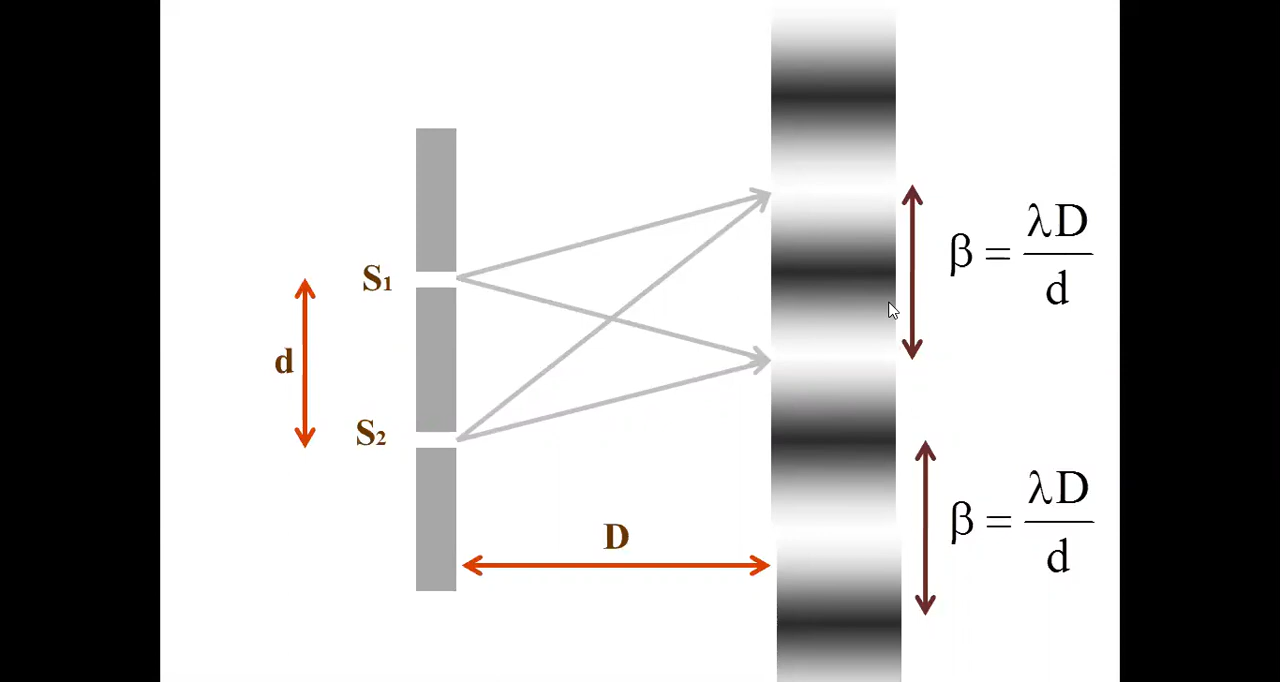 S₁
d
S₂
D
β = λD/d
β = λD/d